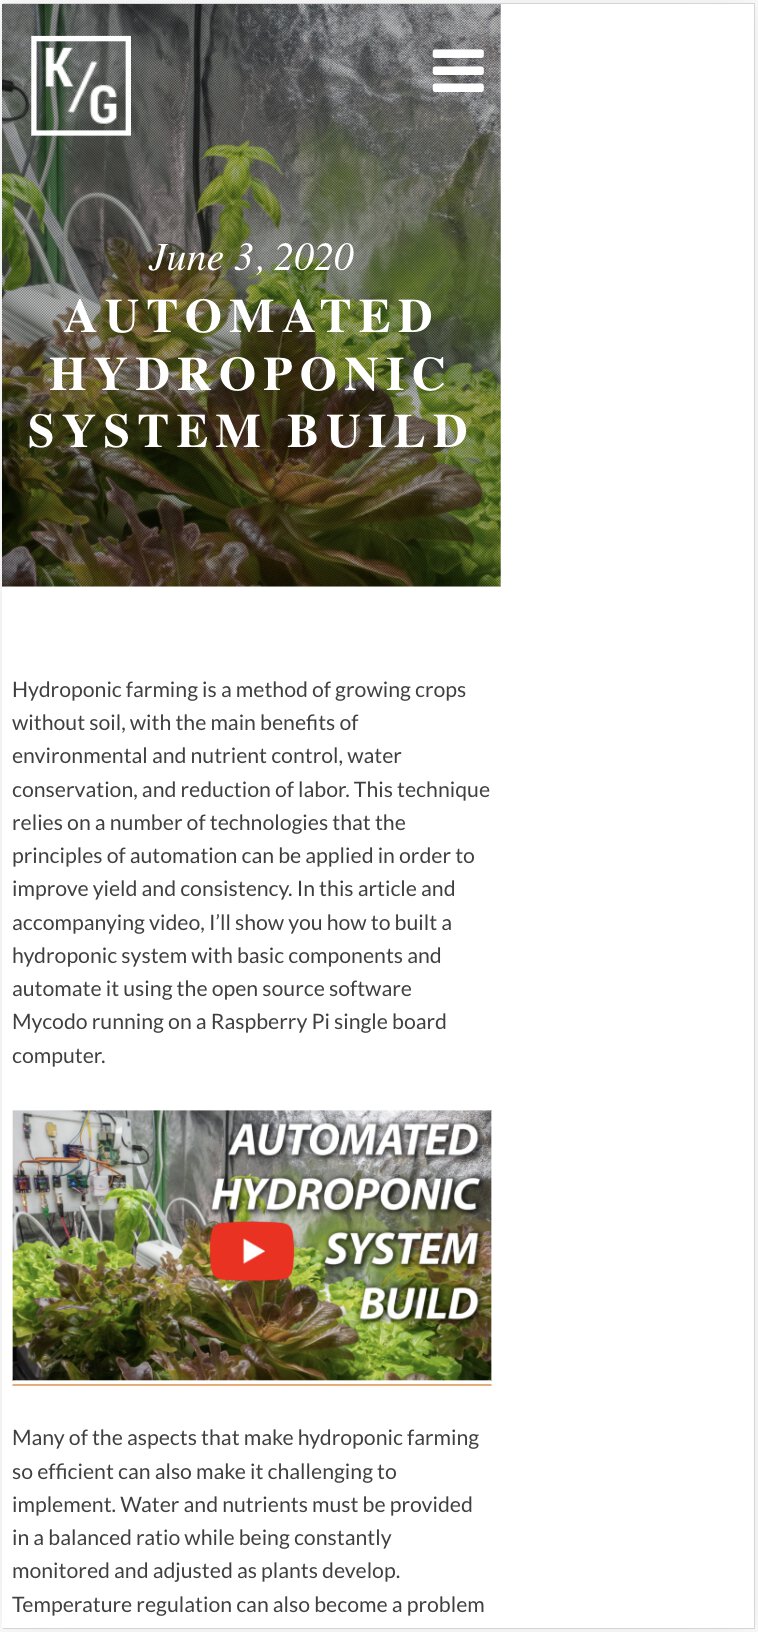 K/G
June 3, 2020
AUTOMATED
HYDROPONIC
SYSTEM BUILD
Hydroponic farming is a method of growing crops
without soil, with the main benefits of
environmental and nutrient control, water
conservation, and reduction of labor. This technique
relies on a number of technologies that the
principles of automation can be applied in order to
improve yield and consistency. In this article and
accompanying video, I’ll show you how to built a
hydroponic system with basic components and
automate it using the open source software
Mycodo running on a Raspberry Pi single board
computer.
AUTOMATED
HYDROPONIC
SYSTEM
BUILD
Many of the aspects that make hydroponic farming
so efficient can also make it challenging to
implement. Water and nutrients must be provided
in a balanced ratio while being constantly
monitored and adjusted as plants develop.
Temperature regulation can also become a problem